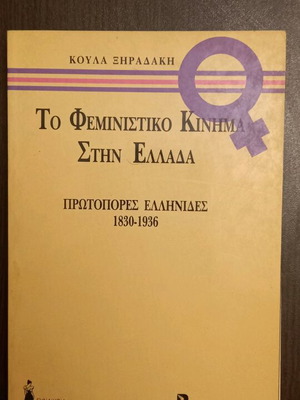 ΚΟΥΛΑ ΞΗΡΑΔΑΚΗ
ΤΟ ΦΕΜΙΝΙΣΤΙΚΟ ΚΙΝΗΜΑ
ΣΤΗΝ ΕΛΛΑΔΑ
ΠΡΩΤΟΠΟΡΕΣ ΕΛΛΗΝΙΔΕΣ
1830-1936